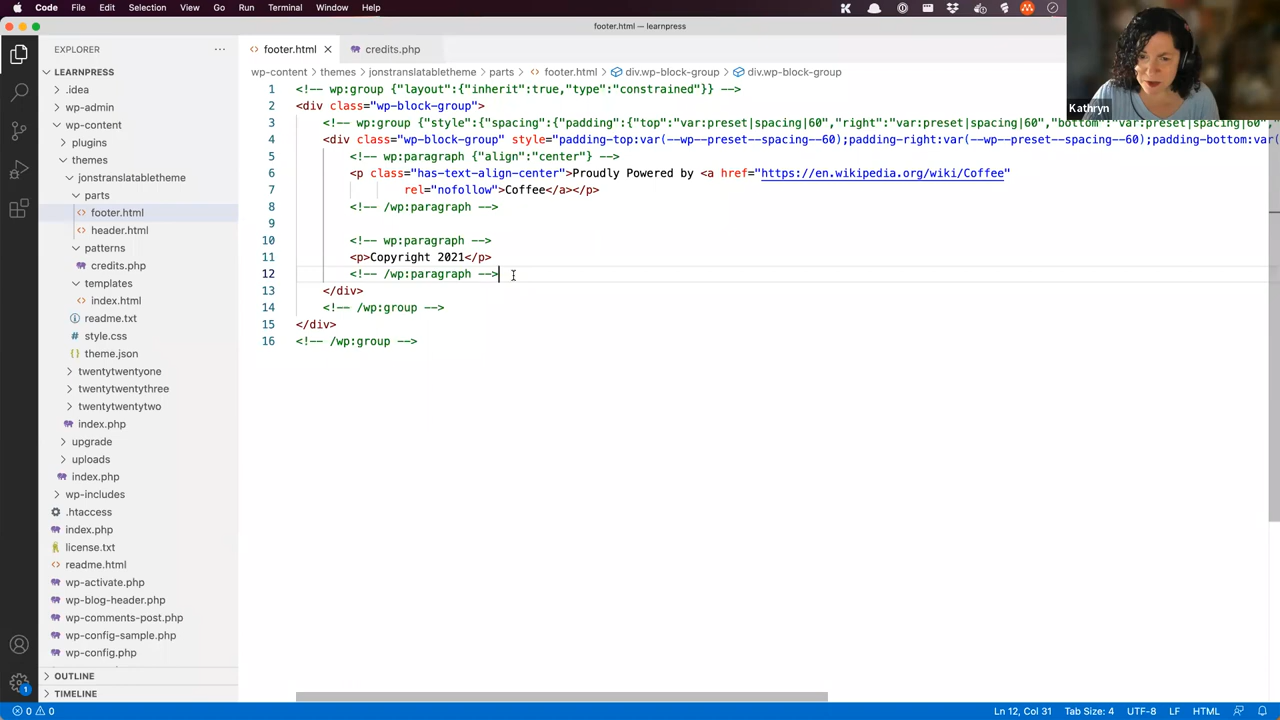 Code File Edit Selection View Go Run Terminal Window Help
footer.html — learnpress
EXPLORER ···
footer.html × credits.php
LEARNPRESS
wp-content > themes > jonstranslatabletheme > parts > footer.html > div.wp-block-group > div.wp-block-group
.idea
wp-admin
wp-content
plugins
themes
jonstranslatabletheme
parts
footer.html
header.html
patterns
credits.php
templates
index.html
readme.txt
style.css
theme.json
twentytwentyone
twentytwentythree
twentytwentytwo
index.php
upgrade
uploads
index.php
wp-includes
.htaccess
index.php
license.txt
readme.html
wp-activate.php
wp-blog-header.php
wp-comments-post.php
wp-config-sample.php
wp-config.php
OUTLINE
TIMELINE
1 <!-- wp:group {"layout":{"inherit":true,"type":"constrained"}} -->
2 <div class="wp-block-group">
3 <!-- wp:group {"style":{"spacing":{"padding":{"top":"var:preset|spacing|60","right":"var:preset|spacing|60","bottom":"var:preset|spacing|60"
4 <div class="wp-block-group" style="padding-top:var(--wp--preset--spacing--60);padding-right:var(--wp--preset--spacing--60);padding-bottom:var(
5 <!-- wp:paragraph {"align":"center"} -->
6 <p class="has-text-align-center">Proudly Powered by <a href="https://en.wikipedia.org/wiki/Coffee"
7 rel="nofollow">Coffee</a></p>
8 <!-- /wp:paragraph -->
9
10 <!-- wp:paragraph -->
11 <p>Copyright 2021</p>
12 <!-- /wp:paragraph -->
13 </div>
14 <!-- /wp:group -->
15 </div>
16 <!-- /wp:group -->
Kathryn
1
0 0
Ln 12, Col 31 Tab Size: 4 UTF-8 LF HTML